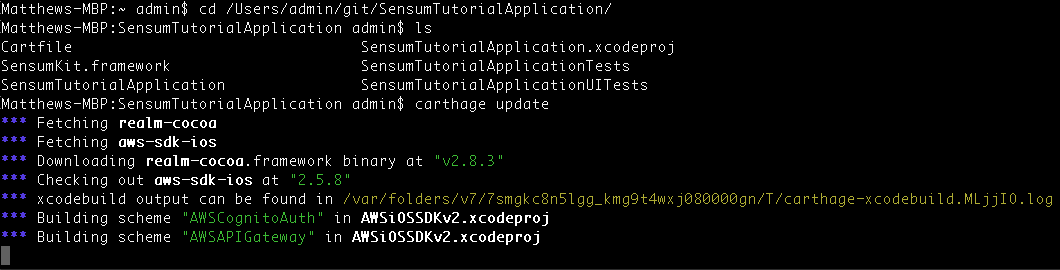 Matthews-MBP:~ admin$ cd /Users/admin/git/SensumTutorialApplication/
Matthews-MBP:SensumTutorialApplication admin$ ls
Cartfile SensumTutorialApplication.xcodeproj
SensumKit.framework SensumTutorialApplicationTests
SensumTutorialApplication SensumTutorialApplicationUITests
Matthews-MBP:SensumTutorialApplication admin$ carthage update
*** Fetching realm-cocoa
*** Fetching aws-sdk-ios
*** Downloading realm-cocoa.framework binary at "v2.8.3"
*** Checking out aws-sdk-ios at "2.5.8"
*** xcodebuild output can be found in /var/folders/v7/7smgkc8n5lgg_kmg9t4wxj080000gn/T/carthage-xcodebuild.MLjjIO.log
*** Building scheme "AWSCognitoAuth" in AWSiOSSDKv2.xcodeproj
*** Building scheme "AWSAPIGateway" in AWSiOSSDKv2.xcodeproj